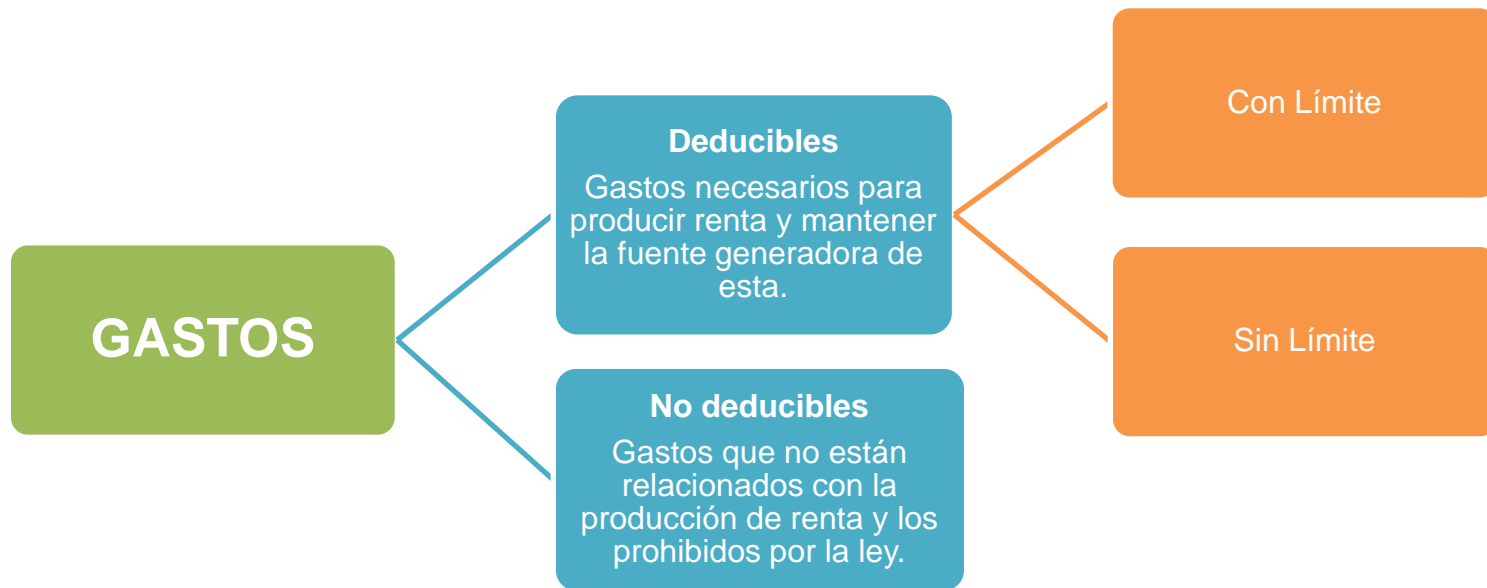 GASTOS
Deducibles
Gastos necesarios para
producir renta y mantener
la fuente generadora de
esta.
No deducibles
Gastos que no están
relacionados con la
producción de renta y los
prohibidos por la ley.
Con Límite
Sin Límite